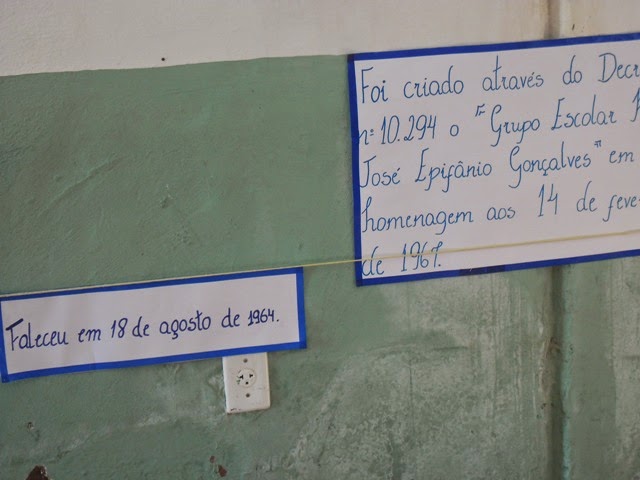 Foi criado através do Decr
nº 10.294 o "Grupo Escolar
José Epifânio Gonçalves" em
homenagem aos 14 de feve
de 1967.
Faleceu em 18 de agosto de 1964.